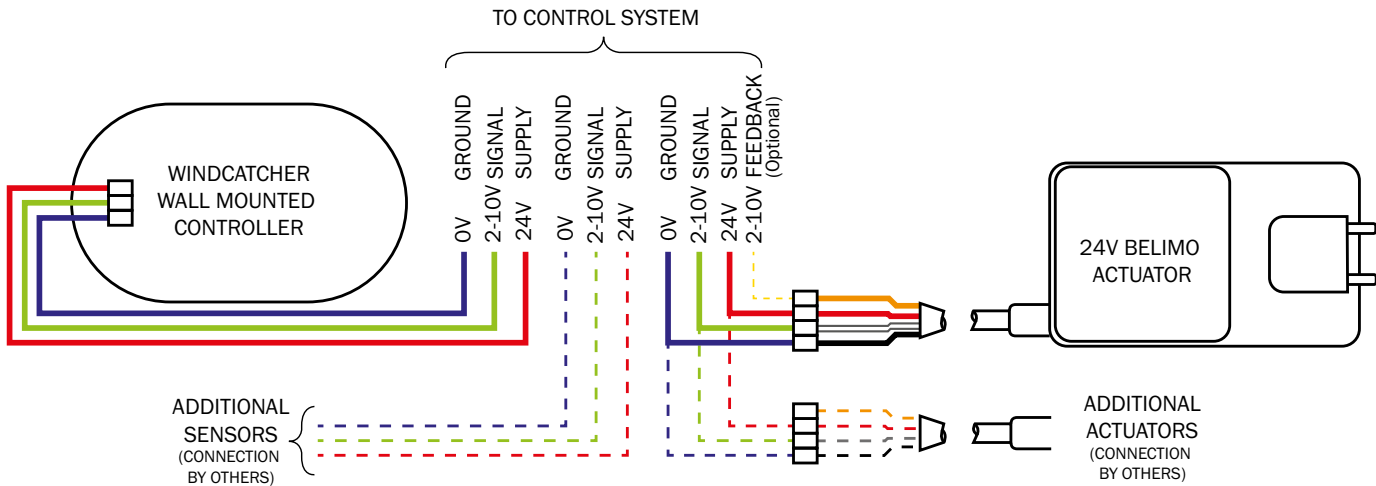 TO CONTROL SYSTEM
0V GROUND
2-10V SIGNAL
24V SUPPLY
0V GROUND
2-10V SIGNAL
24V SUPPLY
0V GROUND
2-10V SIGNAL
24V SUPPLY
2-10V FEEDBACK
(Optional)
WINDCATCHER
WALL MOUNTED
CONTROLLER
24V BELIMO
ACTUATOR
ADDITIONAL
SENSORS
(CONNECTION
BY OTHERS)
ADDITIONAL
ACTUATORS
(CONNECTION
BY OTHERS)